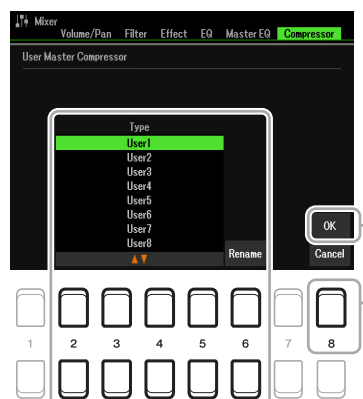 Mixer
Volume/Pan Filter Effect EQ Master EQ Compressor
User Master Compressor
Type
User1
User2
User3
User4
User5
User6
User7
User8
Rename
OK
Cancel
1 2 3 4 5 6 7 8